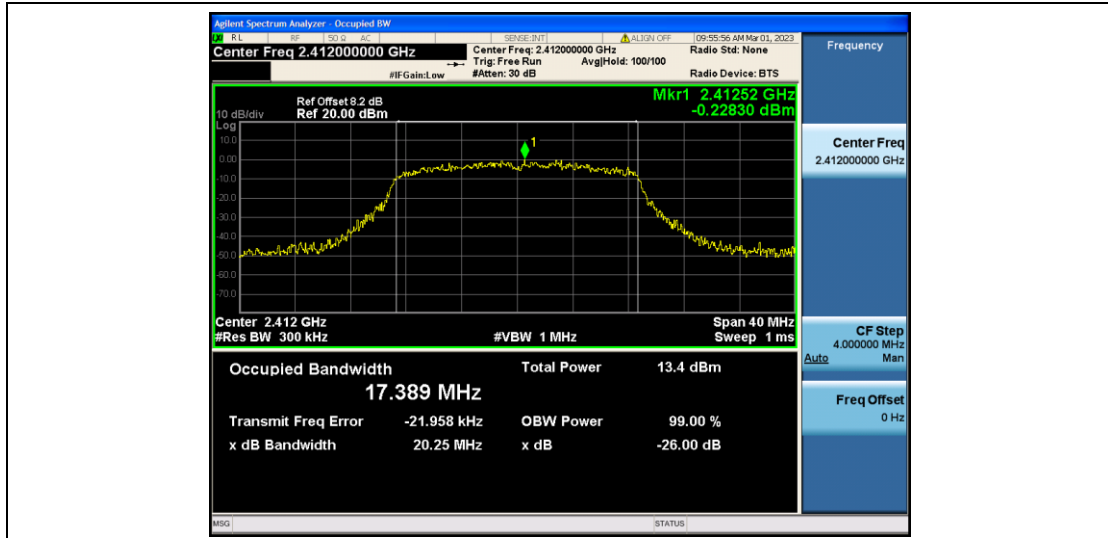 Agilent Spectrum Analyzer - Occupied BW
RL RF 50 Ω AC SENSE:INT ALIGN OFF 09:55:56 AM Mar 01, 2023
Center Freq 2.412000000 GHz
Center Freq: 2.412000000 GHz
Radio Std: None
Trig: Free Run Avg|Hold: 100/100
#IFGain:Low
#Atten: 30 dB
Radio Device: BTS
Frequency
Ref Offset 8.2 dB
Mkr1 2.41252 GHz
10 dB/div Ref 20.00 dBm
-0.22830 dBm
Log
10.0
0.00
-10.0
-20.0
-30.0
-40.0
-50.0
-60.0
-70.0
1
Center 2.412 GHz
Span 40 MHz
#Res BW 300 kHz
#VBW 1 MHz
Sweep 1 ms
Occupied Bandwidth
17.389 MHz
Total Power 13.4 dBm
Transmit Freq Error -21.958 kHz
OBW Power 99.00 %
x dB Bandwidth 20.25 MHz
x dB -26.00 dB
Center Freq
2.412000000 GHz
CF Step
4.000000 MHz
Auto Man
Freq Offset
0 Hz
MSG
STATUS